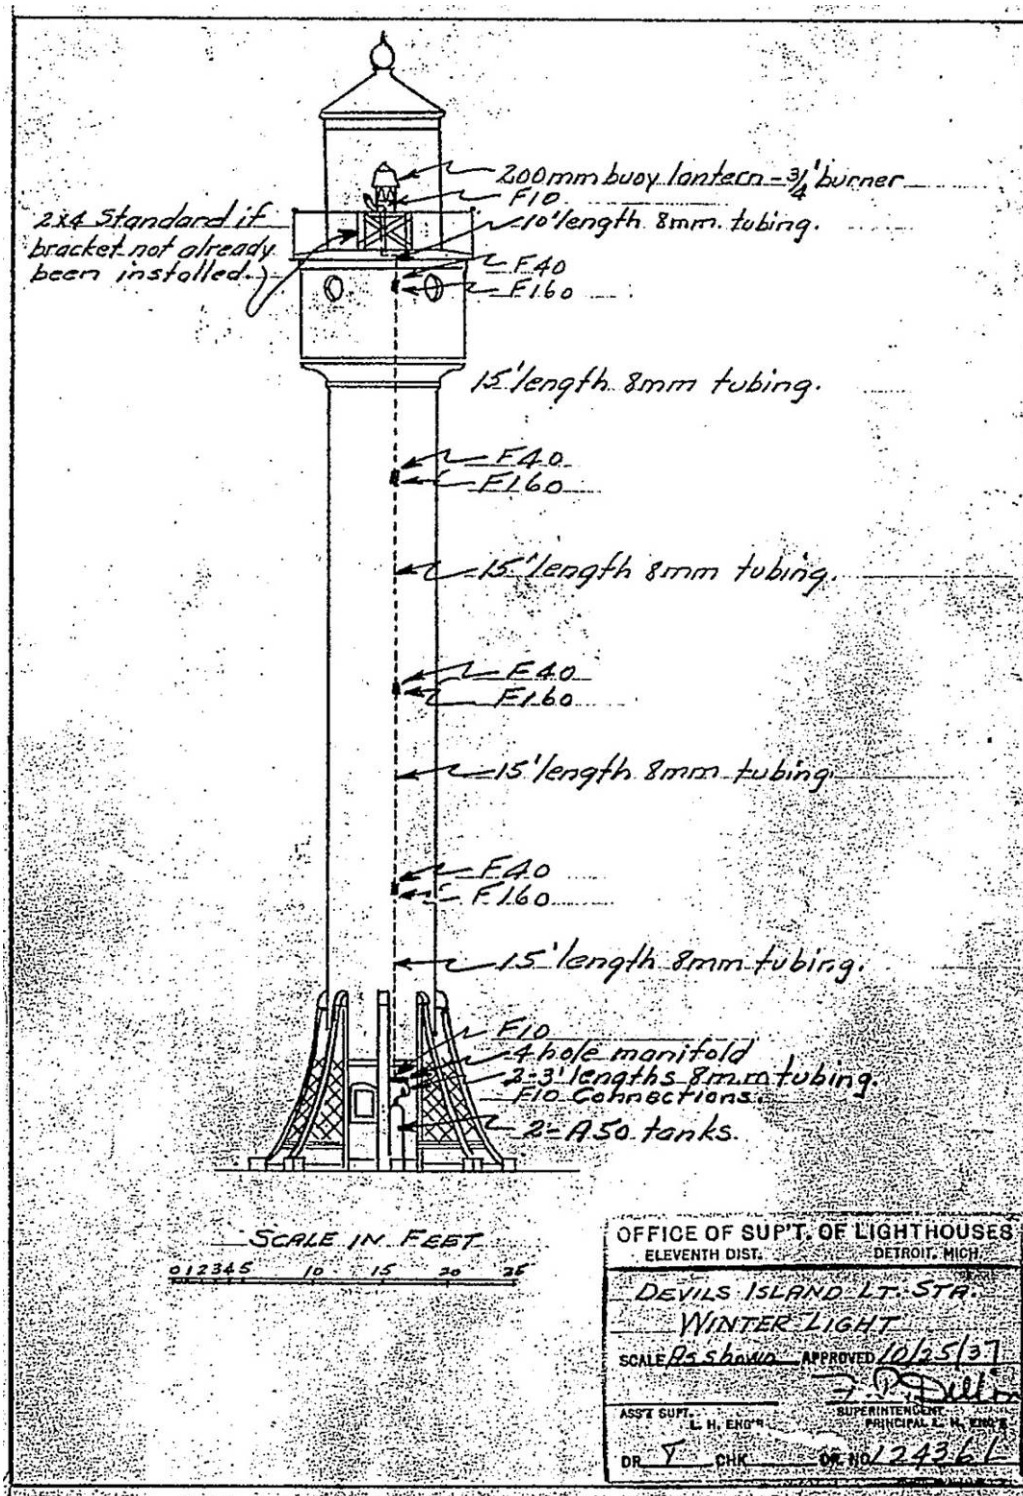 200mm buoy lantern - 3/4' burner
F10
10' length 8mm. tubing.
2x4 Standard if
bracket not already
been installed.
F40
F160
15' length 8mm tubing.
F40
F160
15' length 8mm tubing.
F40
F160
15' length 8mm tubing.
F40
F160
15' length 8mm tubing.
F10
4 hole manifold
2-3' lengths 8mm tubing.
F10 Connections.
2-A50 tanks.
SCALE IN FEET
0 1 2 3 4 5 10 15 20 25
OFFICE OF SUP'T. OF LIGHTHOUSES
ELEVENTH DIST. DETROIT, MICH.
DEVILS ISLAND LT. STA.
WINTER LIGHT
SCALE As shown APPROVED 10/25/37
ASS'T SUPT. SUPERINTENDENT
L. H. ENG'R PRINCIPAL L. H. ENG'R
DR. T CHK. DR. NO. 12436L